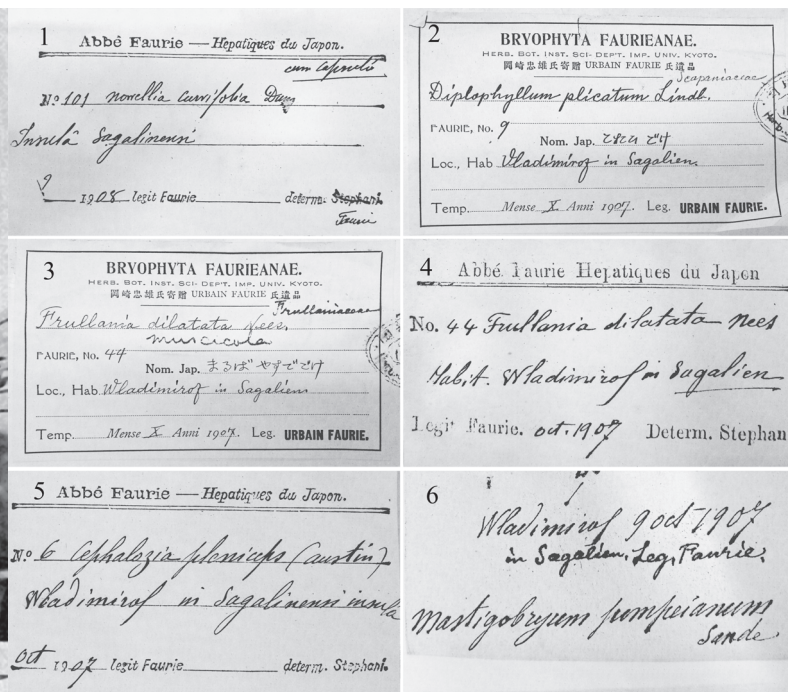 1
Abbé Faurie — Hepatiques du Japon.
cum capsulis
No 101 nowellia curvifolia Dum
Insulâ Sagalinensi
1908 legit Faurie determ. Stephani.
Faurie
2
BRYOPHYTA FAURIEANAE.
HERB. BOT. INST. SCI- DEP'T. IMP. UNIV. KYOTO.
岡崎忠雄氏寄贈 URBAIN FAURIE 氏遺品
Scapaniaceae
Diplophyllum plicatum Lindb.
FAURIE, No. 9
Nom. Jap.
Loc., Hab Wladimirof in Sagalien.
Temp. Mense X Anni 1907. Leg. URBAIN FAURIE.
3
BRYOPHYTA FAURIEANAE.
HERB. BOT. INST. SCI- DEP'T. IMP. UNIV. KYOTO.
岡崎忠雄氏寄贈 URBAIN FAURIE 氏遺品
Frullaniaceae
Frullania dilatata Nees.
muscicola
FAURIE, No. 44
Nom. Jap. まるばやすでごけ
Loc., Hab Wladimirof in Sagalien
Temp. Mense X Anni 1907. Leg. URBAIN FAURIE.
4
Abbé Faurie Hepatiques du Japon
No. 44 Frullania dilatata Nees
Habit. Wladimirof in Sagalien
Legit Faurie. oct. 1907 Determ. Stephan
5
Abbé Faurie — Hepatiques du Japon.
No 6 Cephalozia pleniceps (Austin)
Wladimirof in Sagalinensi insula
oct 1907 legit Faurie determ. Stephani.
6
Wladimirof 9 oct 1907
in Sagalien, Leg, Faurie.
Mastigobryum pompeianum
Sande